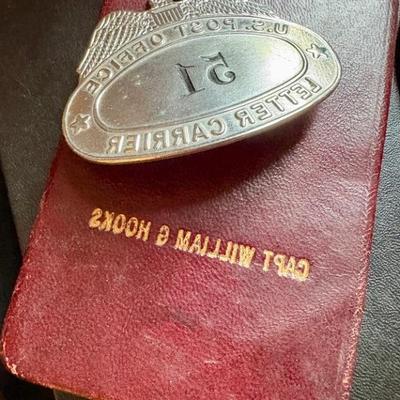 U.S. POST OFFICE
51
LETTER CARRIER
CAPT WILLIAM G HOOKS